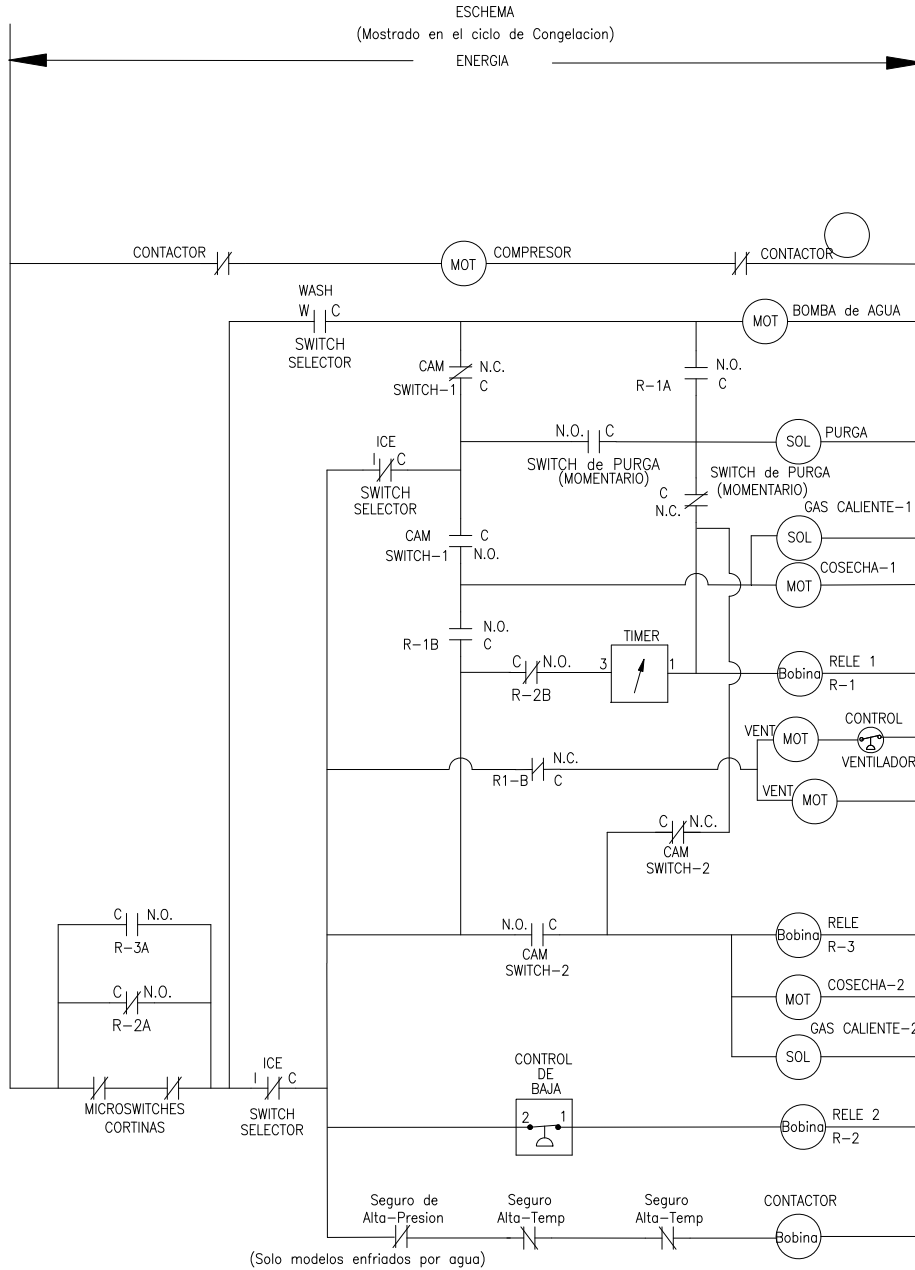 ESCHEMA
(Mostrado en el ciclo de Congelacion)
ENERGIA
CONTACTOR
MOT
COMPRESOR
CONTACTOR
WASH
W C
SWITCH
SELECTOR
MOT
BOMBA de AGUA
CAM N.C.
SWITCH-1 C
N.O.
R-1A C
ICE
I C
SWITCH
SELECTOR
N.O. C
SWITCH de PURGA
(MOMENTARIO)
SOL
PURGA
C
N.C.
SWITCH de PURGA
(MOMENTARIO)
GAS CALIENTE-1
SOL
CAM C
SWITCH-1 N.O.
COSECHA-1
MOT
N.O.
R-1B C
C N.O.
R-2B
TIMER
3 1
Bobina
RELE 1
R-1
VENT
MOT
CONTROL
VENTILADOR
N.C.
R1-B C
VENT
MOT
C N.C.
CAM
SWITCH-2
C N.O.
R-3A
N.O. C
CAM
SWITCH-2
Bobina
RELE
R-3
C N.O.
R-2A
MOT
COSECHA-2
GAS CALIENTE-2
SOL
MICROSWITCHES
CORTINAS
ICE
I C
SWITCH
SELECTOR
CONTROL
DE
BAJA
2 1
Bobina
RELE 2
R-2
Seguro de
Alta-Presion
Seguro
Alta-Temp
Seguro
Alta-Temp
CONTACTOR
Bobina
(Solo modelos enfriados por agua)